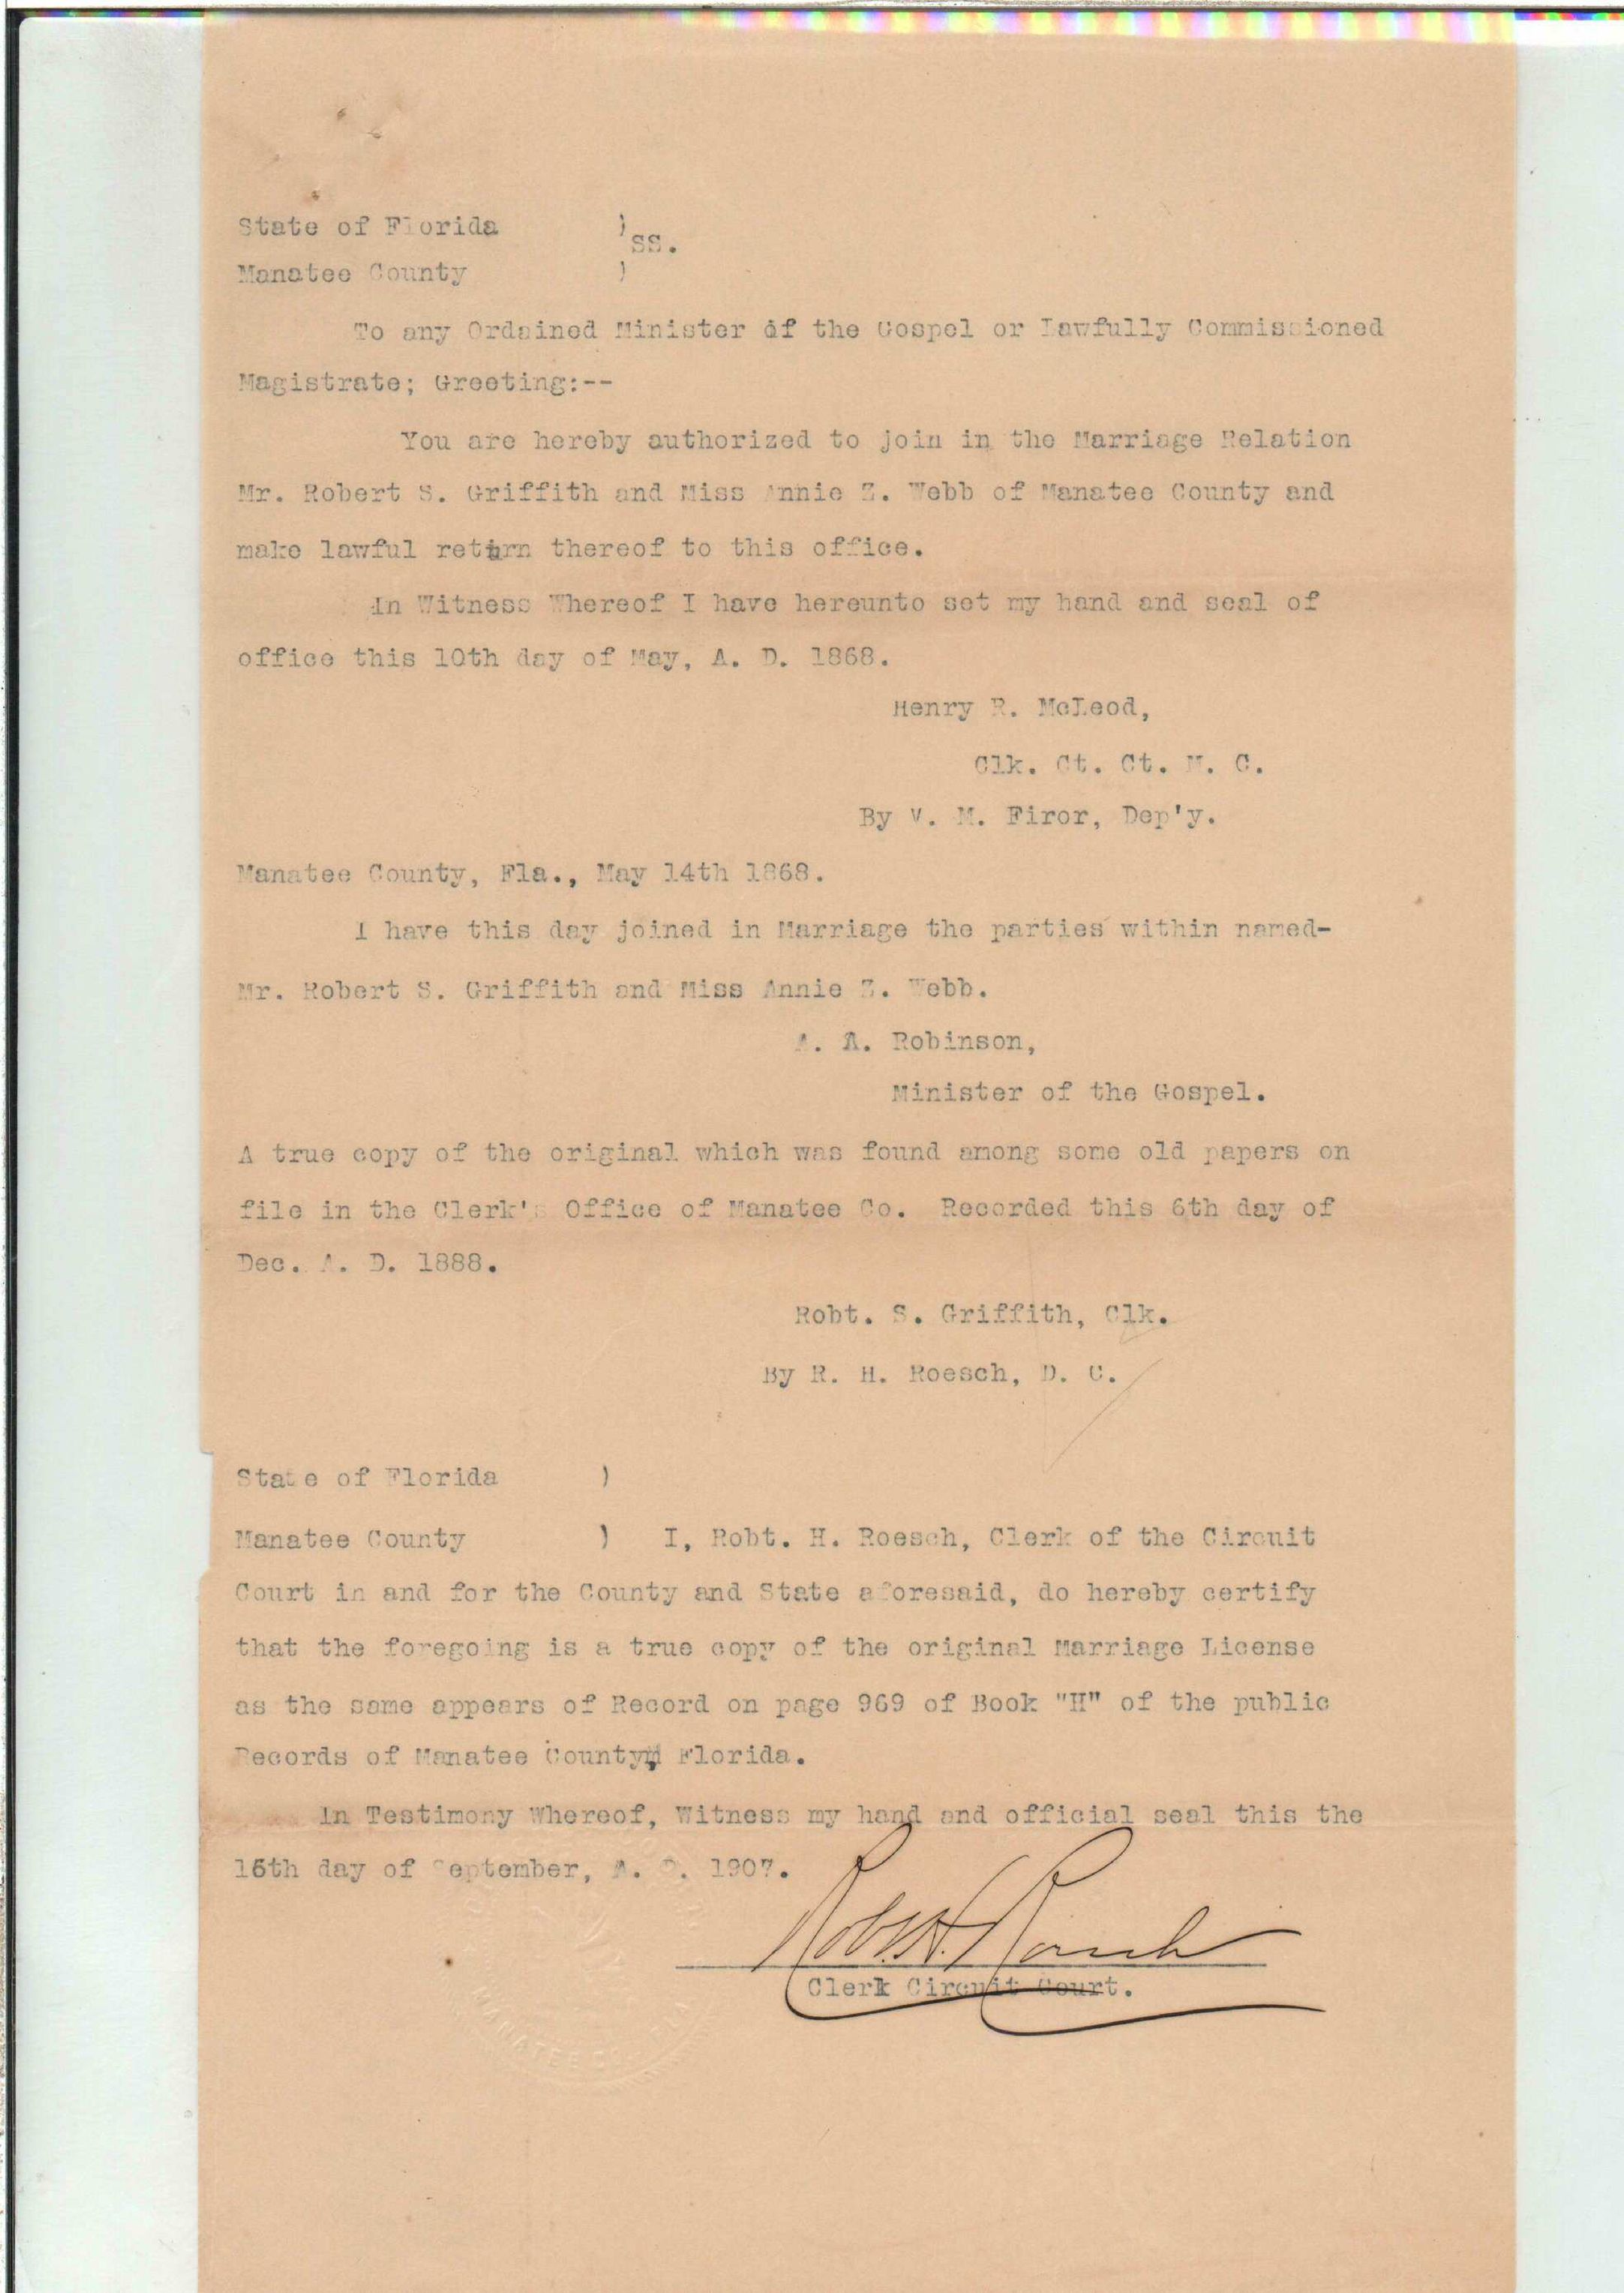 State of Florida )
SS.
Manatee County )
To any Ordained Minister of the Gospel or Lawfully Commissioned
Magistrate; Greeting:--
You are hereby authorized to join in the Marriage Relation
Mr. Robert S. Griffith and Miss Annie Z. Webb of Manatee County and
make lawful return thereof to this office.
In Witness Whereof I have hereunto set my hand and seal of
office this 10th day of May, A. D. 1868.
Henry R. McLeod,
Clk. Ct. Ct. M. C.
By V. M. Firor, Dep'y.
Manatee County, Fla., May 14th 1868.
I have this day joined in Marriage the parties within named-
Mr. Robert S. Griffith and Miss Annie Z. Webb.
A. A. Robinson,
Minister of the Gospel.
A true copy of the original which was found among some old papers on
file in the Clerk's Office of Manatee Co. Recorded this 6th day of
Dec. A. D. 1888.
Robt. S. Griffith, Clk.
By R. H. Roesch, D. C.
State of Florida )
Manatee County ) I, Robt. H. Roesch, Clerk of the Circuit
Court in and for the County and State aforesaid, do hereby certify
that the foregoing is a true copy of the original Marriage License
as the same appears of Record on page 969 of Book "H" of the public
Records of Manatee County, Florida.
In Testimony Whereof, Witness my hand and official seal this the
16th day of September, A. D. 1907.
Robt. H. Roesch
Clerk Circuit Court.
MANATEE CO.